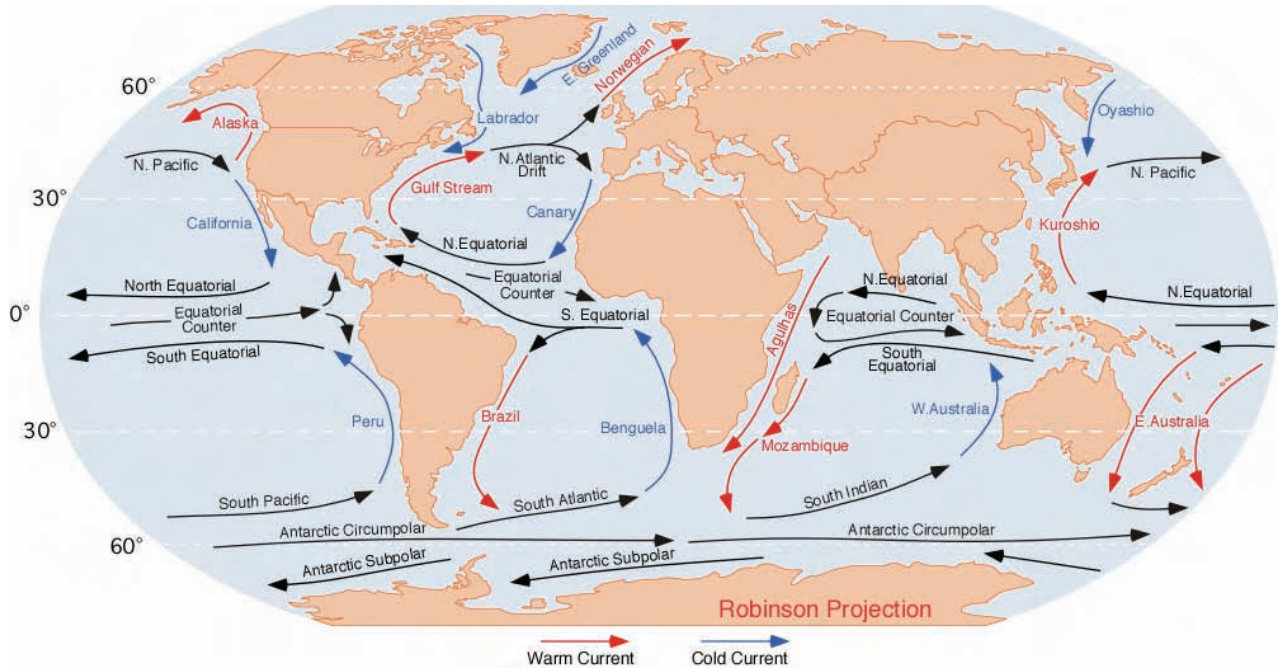 60°
30°
0°
30°
60°
Alaska
N. Pacific
California
North Equatorial
Equatorial
Counter
South Equatorial
Peru
South Pacific
Labrador
E. Greenland
Norwegian
N.Atlantic
Drift
Gulf Stream
Canary
N.Equatorial
Equatorial
Counter
S. Equatorial
Brazil
Benguela
South Atlantic
Antarctic Circumpolar
Antarctic Subpolar
Antarctic Subpolar
Agulhas
Mozambique
N.Equatorial
Equatorial Counter
South
Equatorial
W.Australia
South Indian
Antarctic Circumpolar
Oyashio
N. Pacific
Kuroshio
N.Equatorial
E.Australia
Robinson Projection
Warm Current
Cold Current